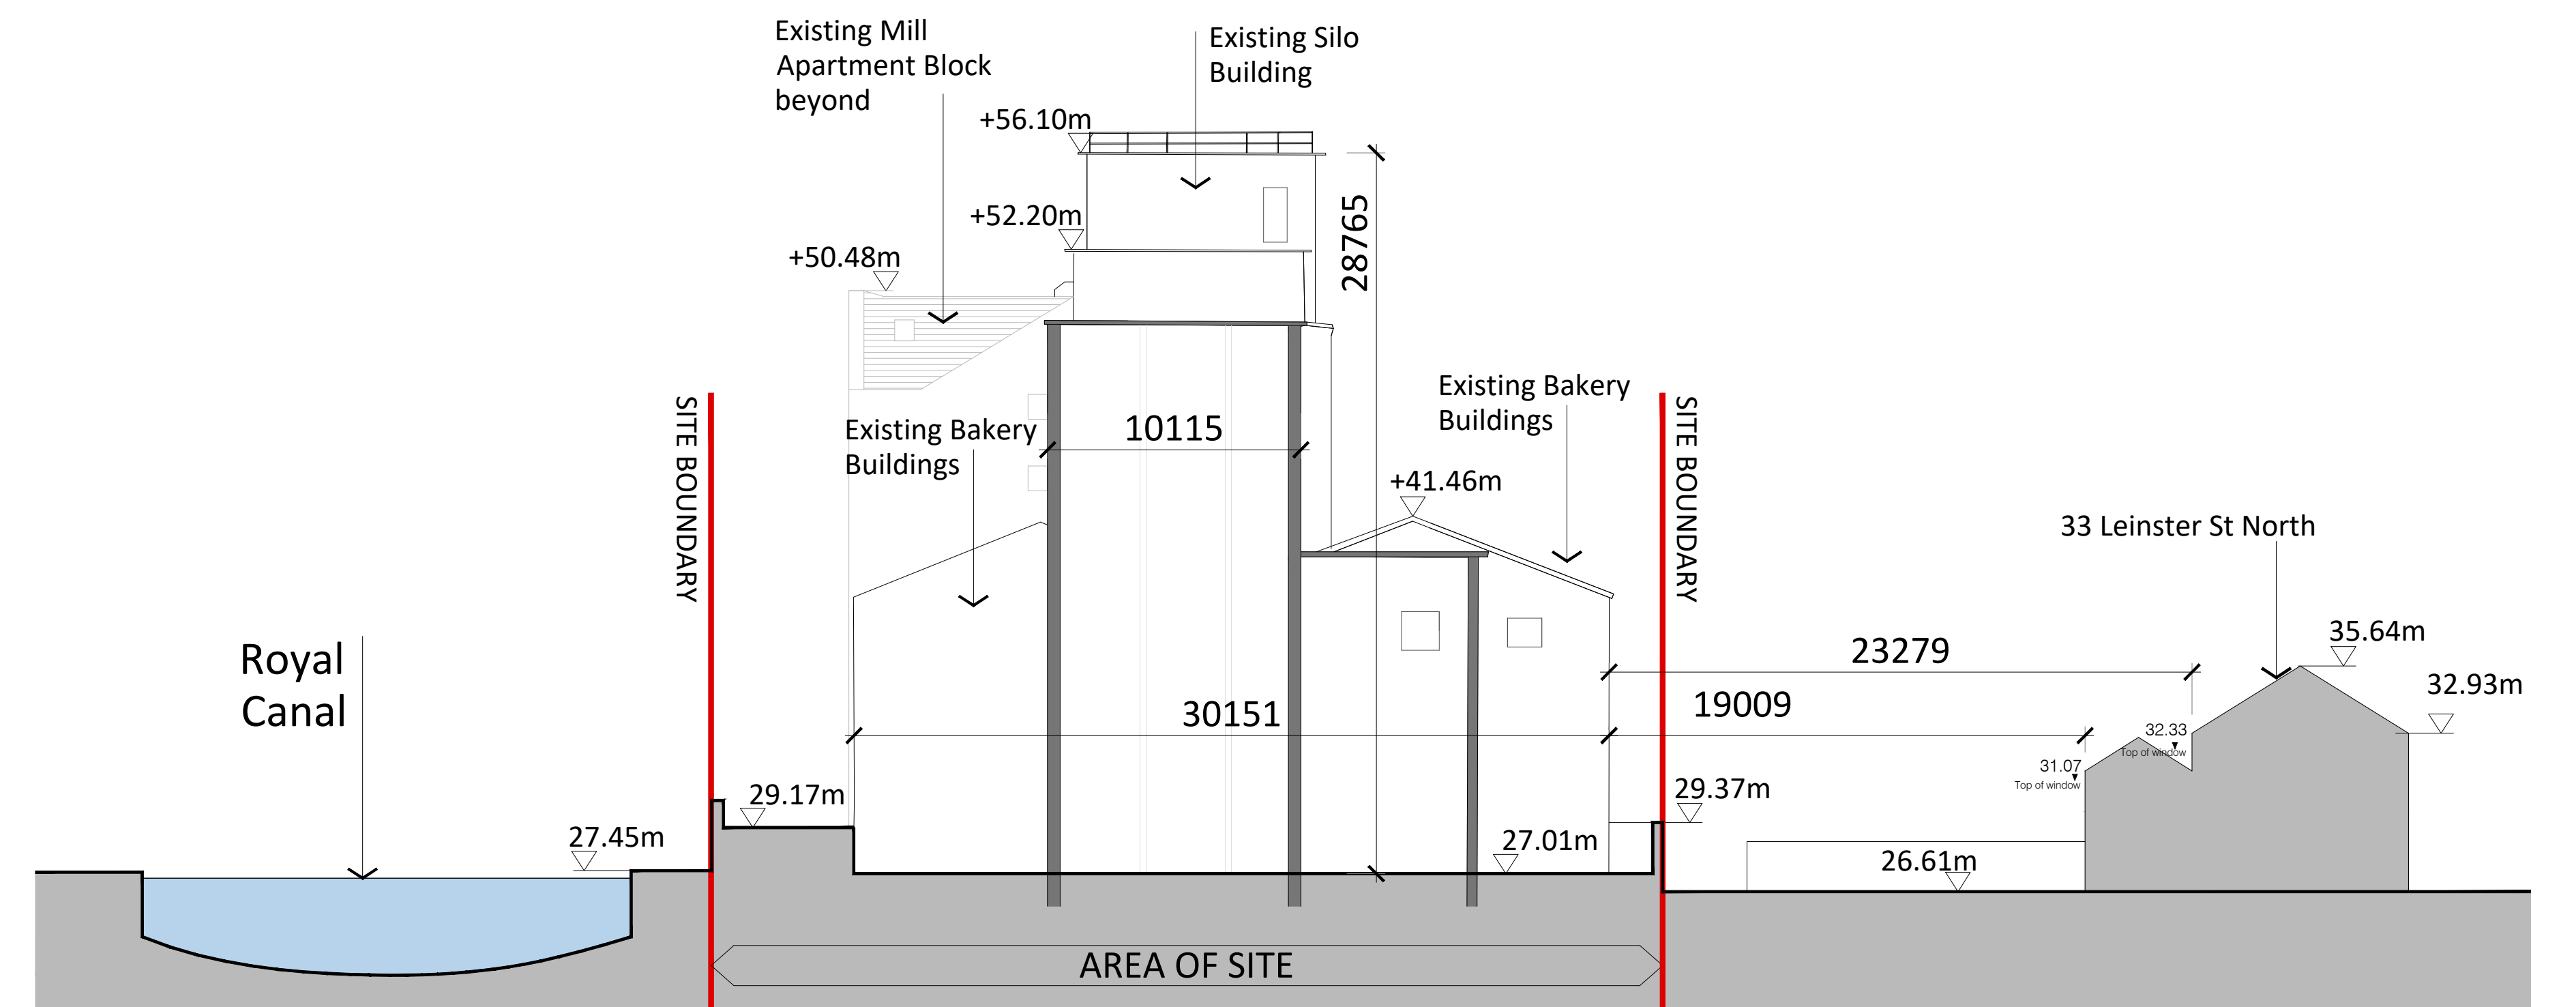 Existing Mill
Apartment Block
beyond
Existing Silo
Building
+56.10m
+52.20m
+50.48m
28765
SITE BOUNDARY
Existing Bakery
Buildings
10115
Existing Bakery
Buildings
+41.46m
SITE BOUNDARY
33 Leinster St North
Royal
Canal
23279
35.64m
32.93m
30151
19009
32.33
Top of window
31.07
Top of window
29.17m
29.37m
27.45m
27.01m
26.61m
AREA OF SITE